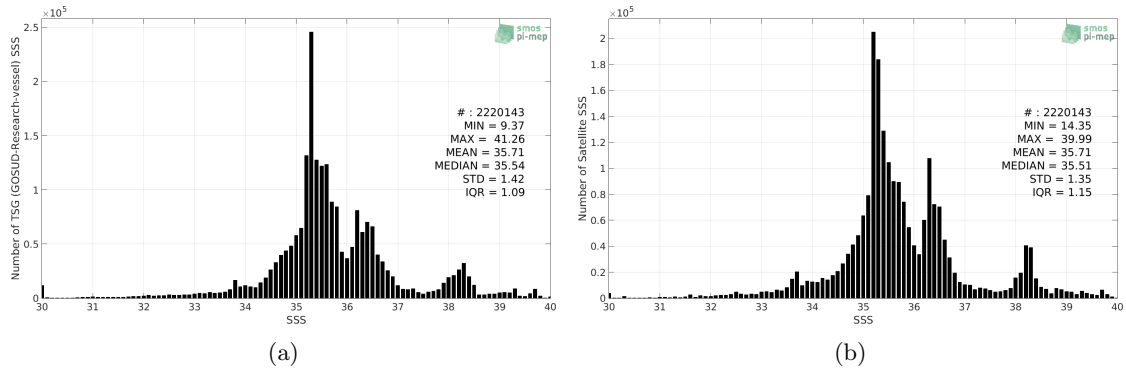 ×10⁵
smos
pi-mep
Number of TSG (GOSUD-Research-vessel) SSS
2.5
2
1.5
1
0.5
0
# : 2220143
MIN = 9.37
MAX = 41.26
MEAN = 35.71
MEDIAN = 35.54
STD = 1.42
IQR = 1.09
30 31 32 33 34 35 36 37 38 39 40
SSS
(a)
×10⁵
smos
pi-mep
Number of Satellite SSS
2
1.8
1.6
1.4
1.2
1
0.8
0.6
0.4
0.2
0
# : 2220143
MIN = 14.35
MAX = 39.99
MEAN = 35.71
MEDIAN = 35.51
STD = 1.35
IQR = 1.15
30 31 32 33 34 35 36 37 38 39 40
SSS
(b)